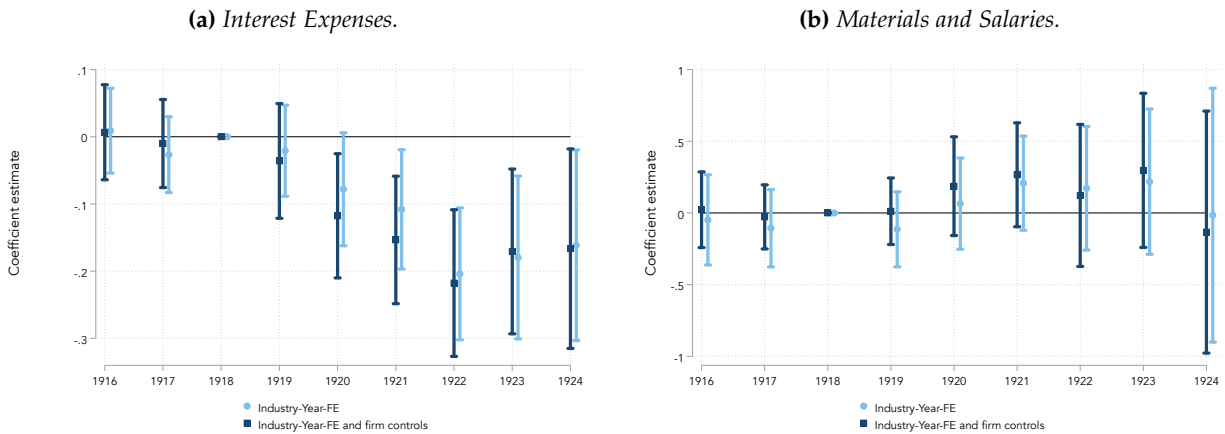 (a) Interest Expenses.
Coefficient estimate
.1
0
-.1
-.2
-.3
1916 1917 1918 1919 1920 1921 1922 1923 1924
Industry-Year-FE
Industry-Year-FE and firm controls
(b) Materials and Salaries.
Coefficient estimate
1
.5
0
-.5
-1
1916 1917 1918 1919 1920 1921 1922 1923 1924
Industry-Year-FE
Industry-Year-FE and firm controls